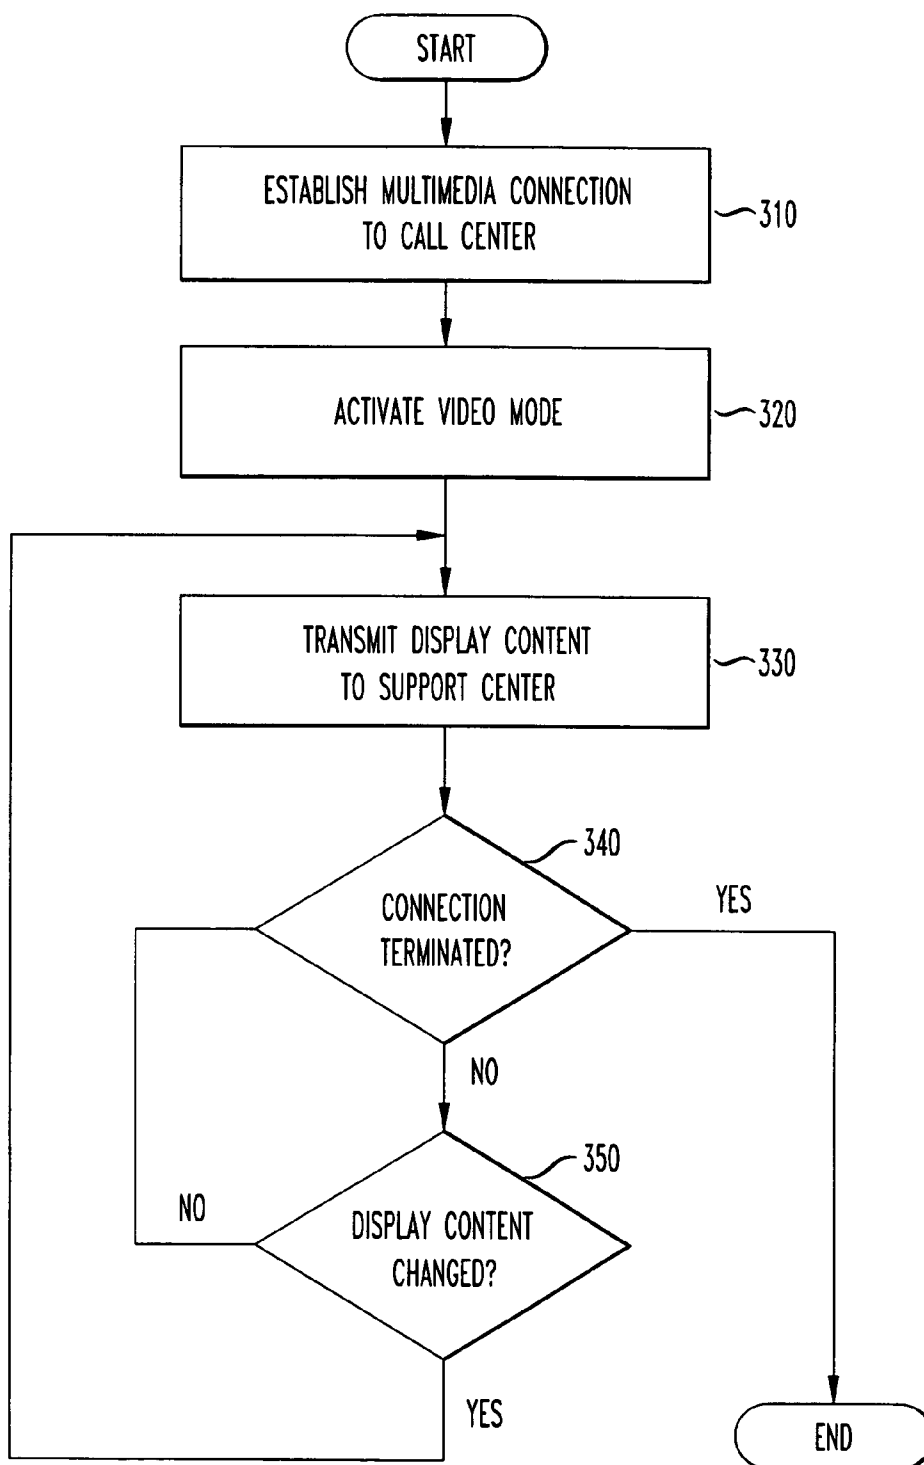 START
ESTABLISH MULTIMEDIA CONNECTION
TO CALL CENTER
310
ACTIVATE VIDEO MODE
320
TRANSMIT DISPLAY CONTENT
TO SUPPORT CENTER
330
340
CONNECTION
TERMINATED?
YES
NO
350
NO
DISPLAY CONTENT
CHANGED?
YES
END